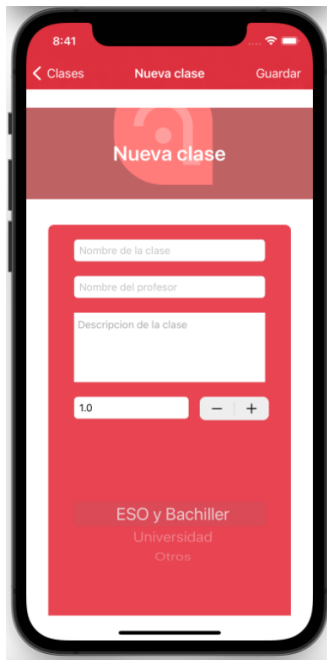 8:41
Clases Nueva clase Guardar
Nueva clase
Nombre de la clase
Nombre del profesor
Descripcion de la clase
1.0 − +
ESO y Bachiller
Universidad
Otros